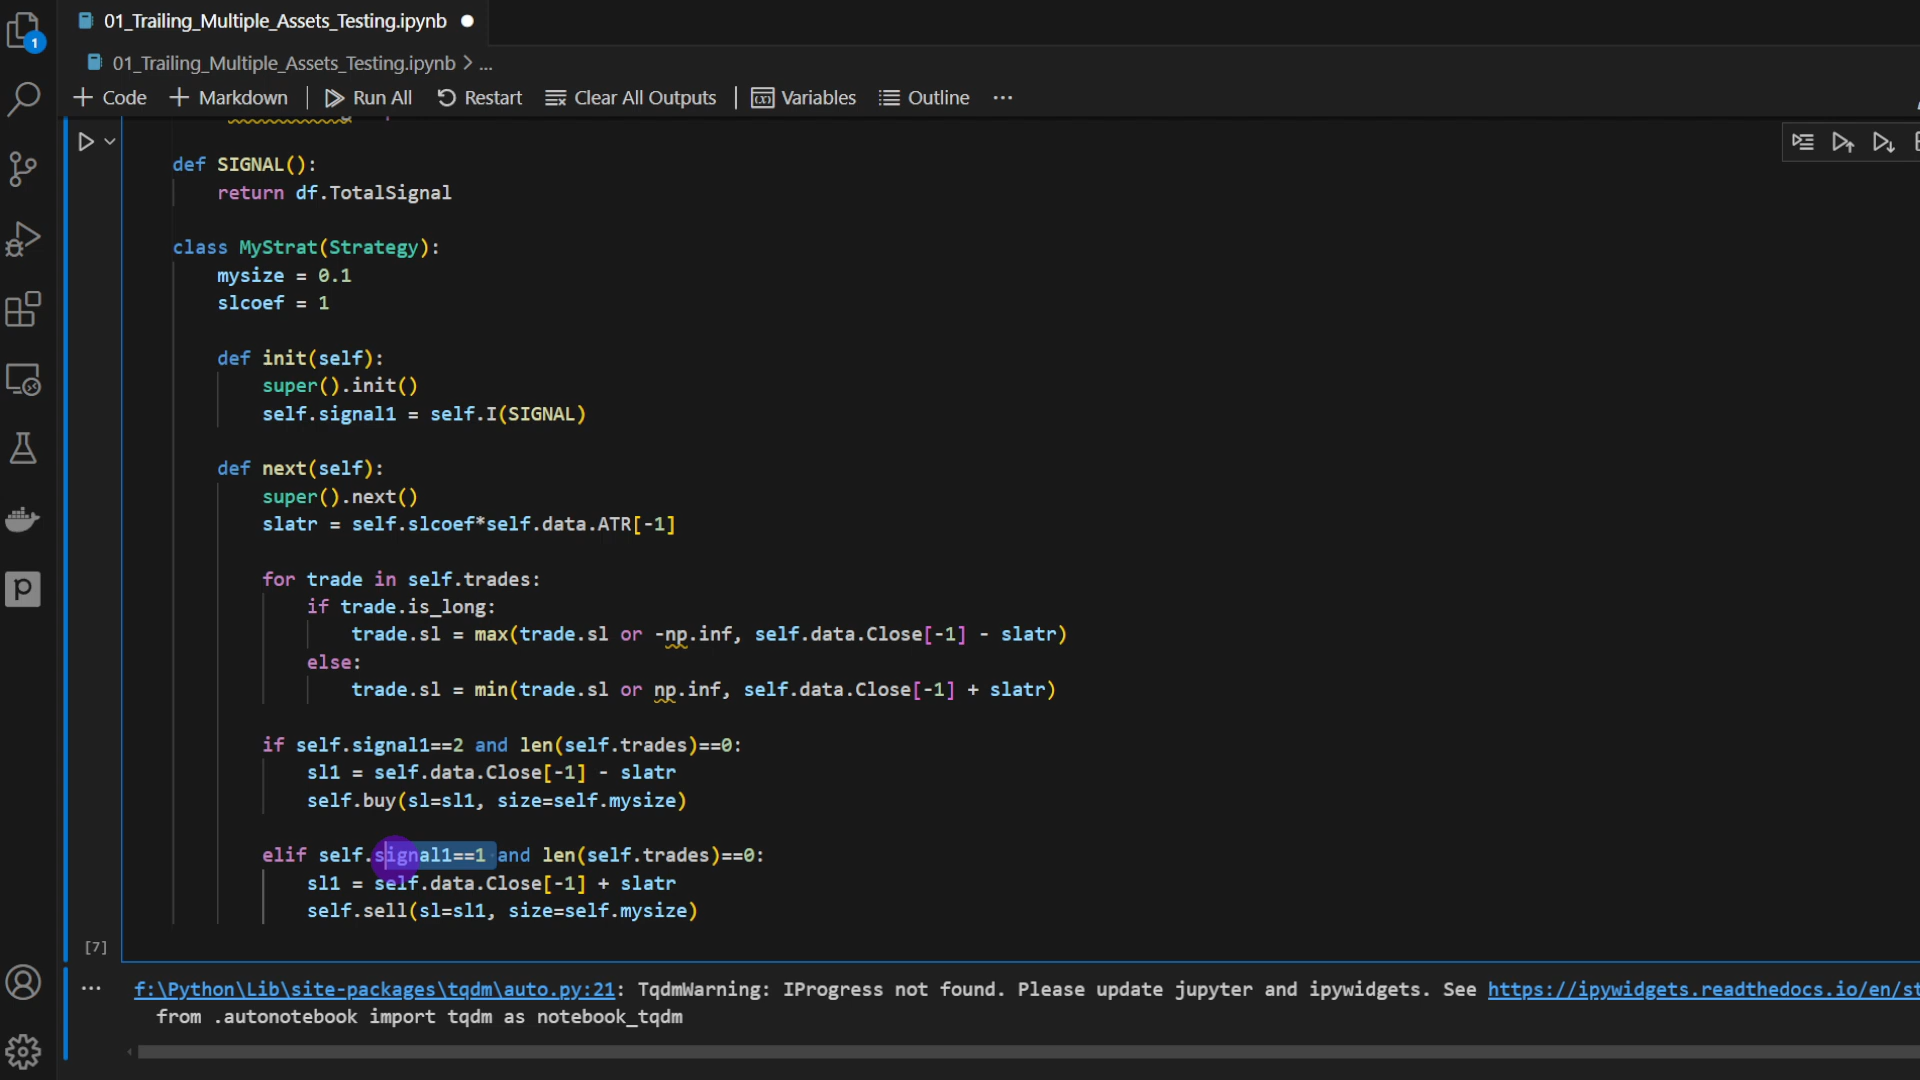 01_Trailing_Multiple_Assets_Testing.ipynb
1
01_Trailing_Multiple_Assets_Testing.ipynb > ...
+ Code + Markdown | Run All Restart Clear All Outputs | Variables Outline ...
def SIGNAL():
return df.TotalSignal
class MyStrat(Strategy):
mysize = 0.1
slcoef = 1
def init(self):
super().init()
self.signal1 = self.I(SIGNAL)
def next(self):
super().next()
slatr = self.slcoef*self.data.ATR[-1]
for trade in self.trades:
if trade.is_long:
trade.sl = max(trade.sl or -np.inf, self.data.Close[-1] - slatr)
else:
trade.sl = min(trade.sl or np.inf, self.data.Close[-1] + slatr)
if self.signal1==2 and len(self.trades)==0:
sl1 = self.data.Close[-1] - slatr
self.buy(sl=sl1, size=self.mysize)
elif self.signal1==1 and len(self.trades)==0:
sl1 = self.data.Close[-1] + slatr
self.sell(sl=sl1, size=self.mysize)
[7]
... f:\Python\Lib\site-packages\tqdm\auto.py:21: TqdmWarning: IProgress not found. Please update jupyter and ipywidgets. See https://ipywidgets.readthedocs.io/en/st
from .autonotebook import tqdm as notebook_tqdm